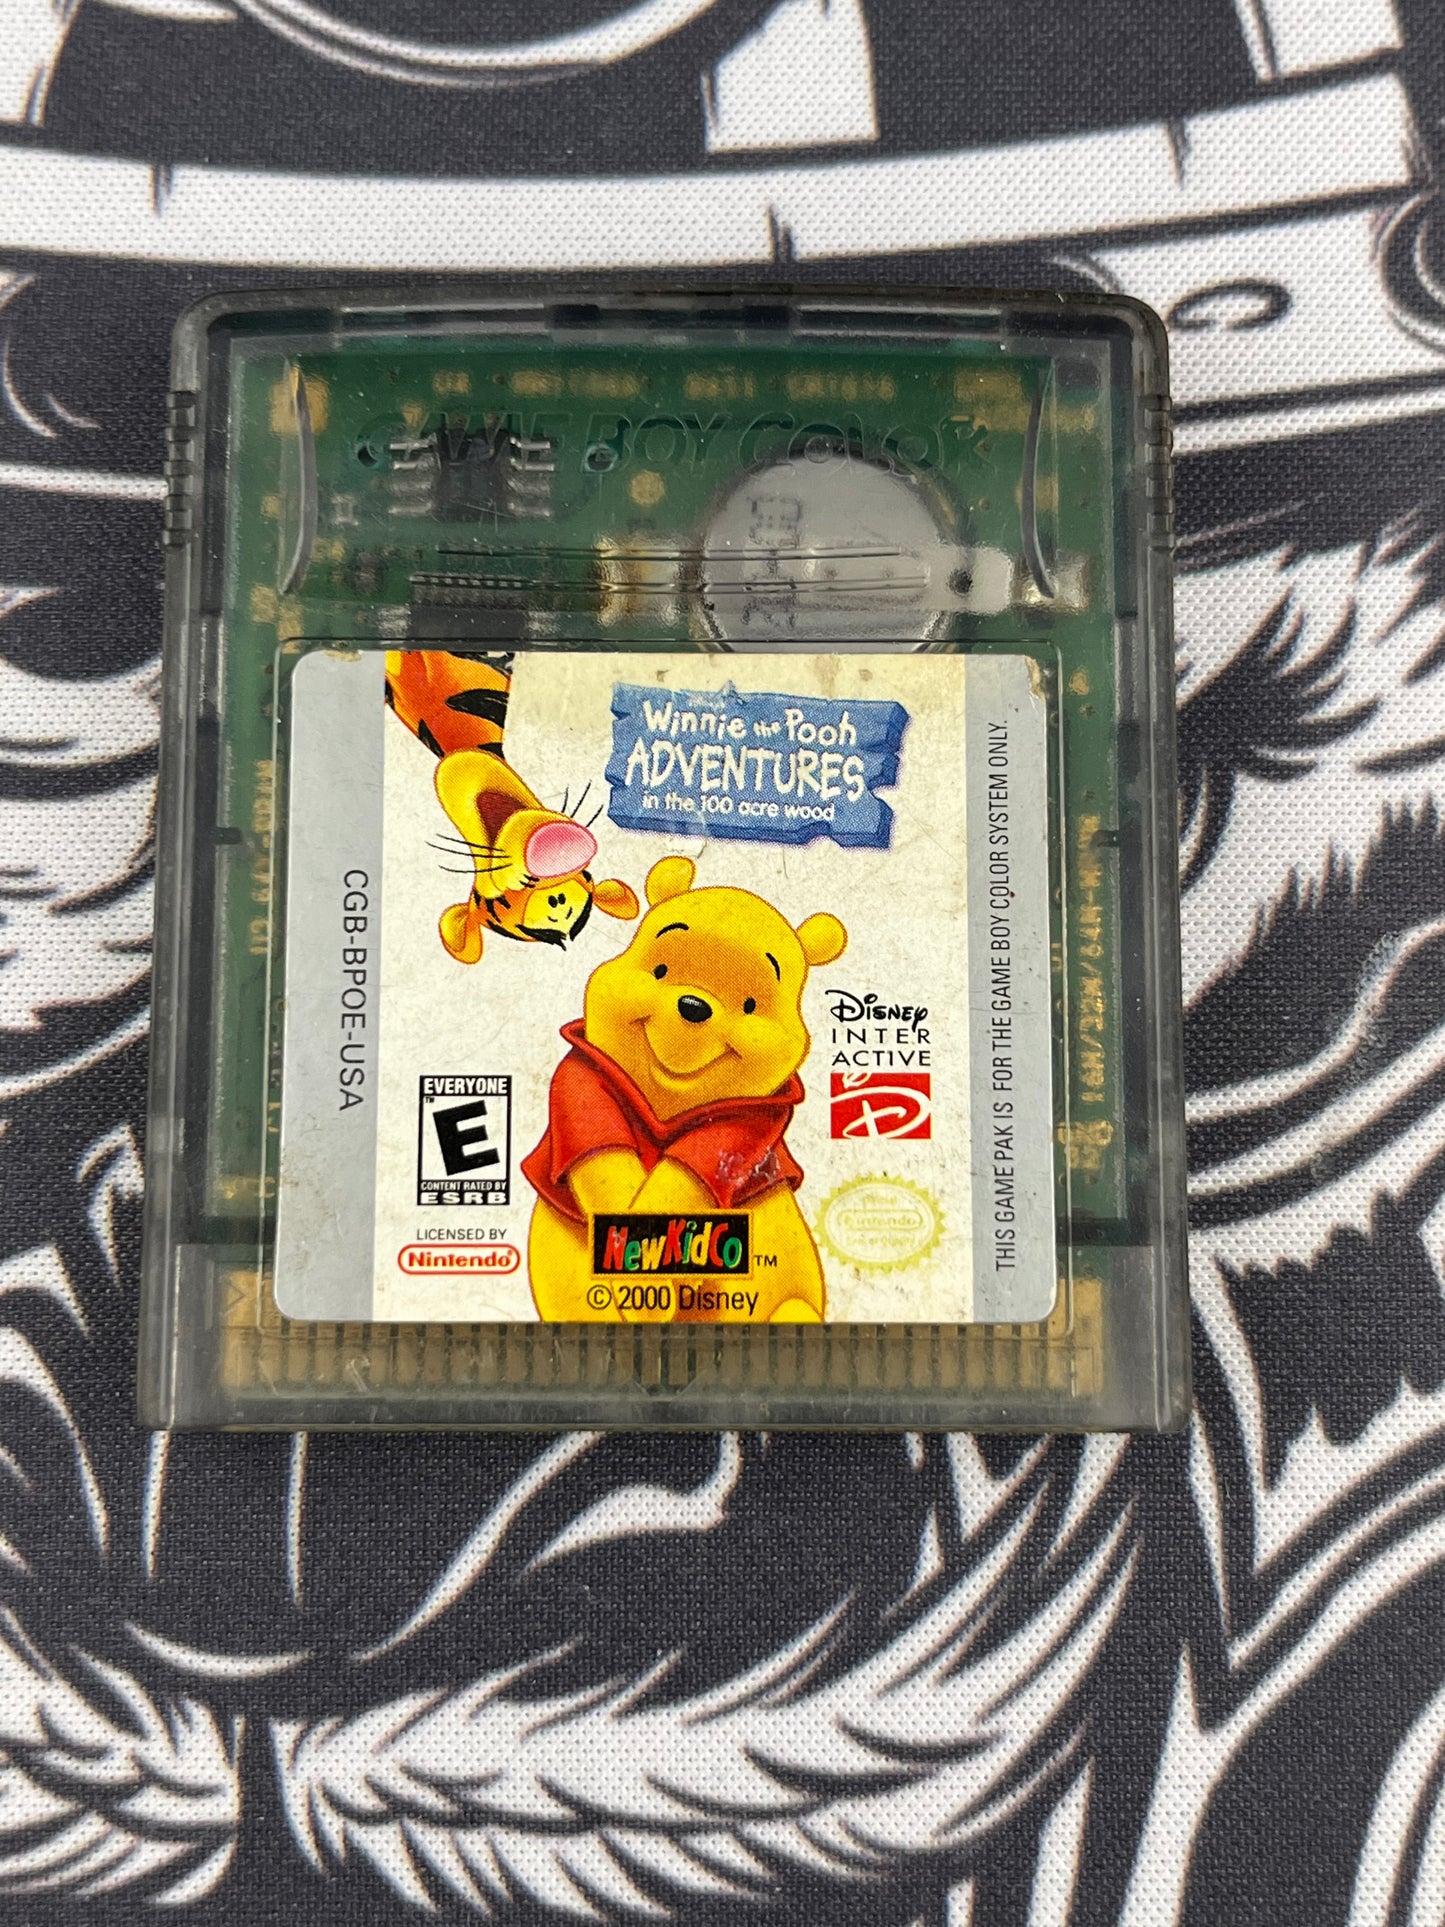 GAME BOY COLOR
Winnie the Pooh
ADVENTURES
in the 100 acre wood
CGB-BPOE-USA
THIS GAME PAK IS FOR THE GAME BOY COLOR SYSTEM ONLY.
Disney
INTER
ACTIVE
D
EVERYONE
TM
E
CONTENT RATED BY
ESRB
LICENSED BY
Nintendo
NewKidCo TM
© 2000 Disney
Nintendo
C